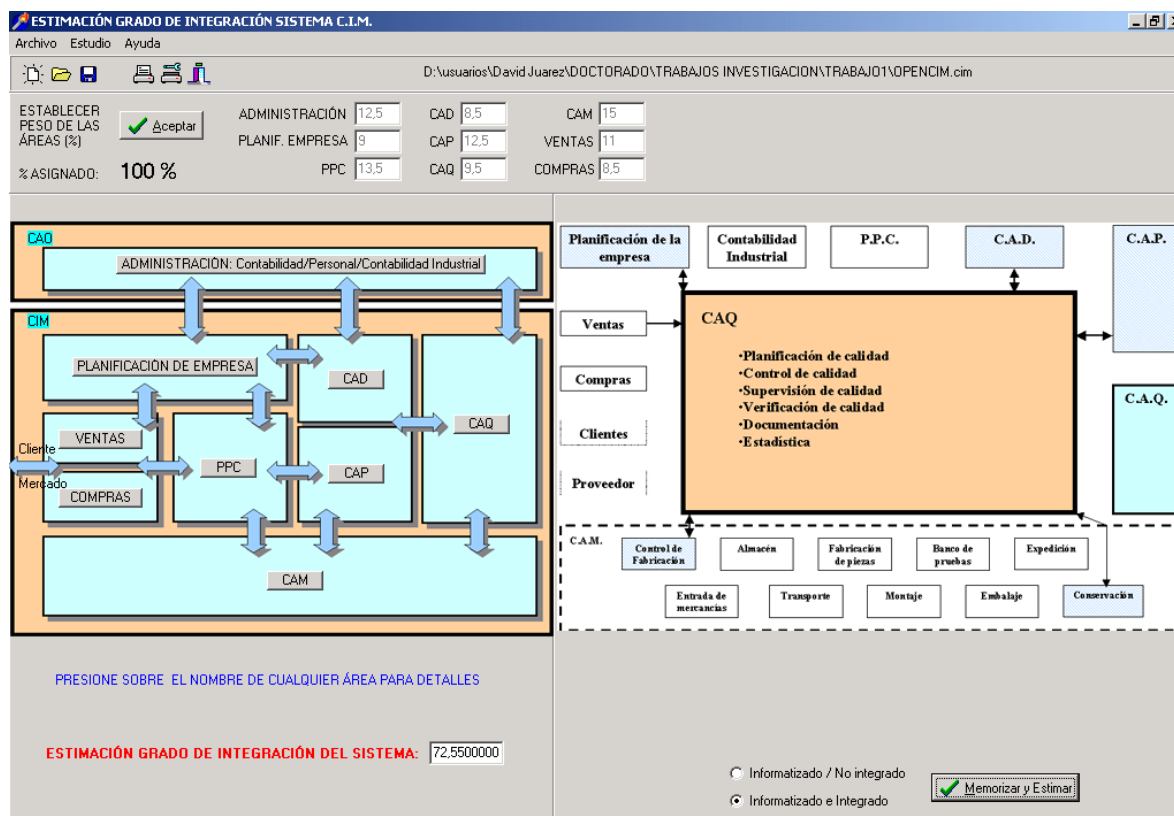 ESTIMACIÓN GRADO DE INTEGRACIÓN SISTEMA C.I.M.
Archivo Estudio Ayuda
D:\usuarios\David Juarez\DOCTORADO\TRABAJOS INVESTIGACION\TRABAJO1\OPENCIM.cim
ESTABLECER
PESO DE LAS
ÁREAS (%)
Aceptar
% ASIGNADO: 100 %
ADMINISTRACIÓN 12,5 CAD 8,5 CAM 15
PLANIF. EMPRESA 9 CAP 12,5 VENTAS 11
PPC 13,5 CAQ 9,5 COMPRAS 8,5
CAO
ADMINISTRACIÓN: Contabilidad/Personal/Contabilidad Industrial
CIM
PLANIFICACIÓN DE EMPRESA
CAD
CAQ
VENTAS
Cliente
PPC
CAP
Mercado
COMPRAS
CAM
PRESIONE SOBRE EL NOMBRE DE CUALQUIER ÁREA PARA DETALLES
ESTIMACIÓN GRADO DE INTEGRACIÓN DEL SISTEMA: 72,5500000
Planificación de la
empresa
Contabilidad
Industrial
P.P.C.
C.A.D.
C.A.P.
Ventas
Compras
Clientes
Proveedor
CAQ
•Planificación de calidad
•Control de calidad
•Supervisión de calidad
•Verificación de calidad
•Documentación
•Estadística
C.A.Q.
C.A.M.
Control de
Fabricación
Almacén
Fabricación
de piezas
Banco de
pruebas
Expedición
Entrada de
mercancías
Transporte
Montaje
Embalaje
Conservación
Informatizado / No integrado
Informatizado e Integrado
Memorizar y Estimar